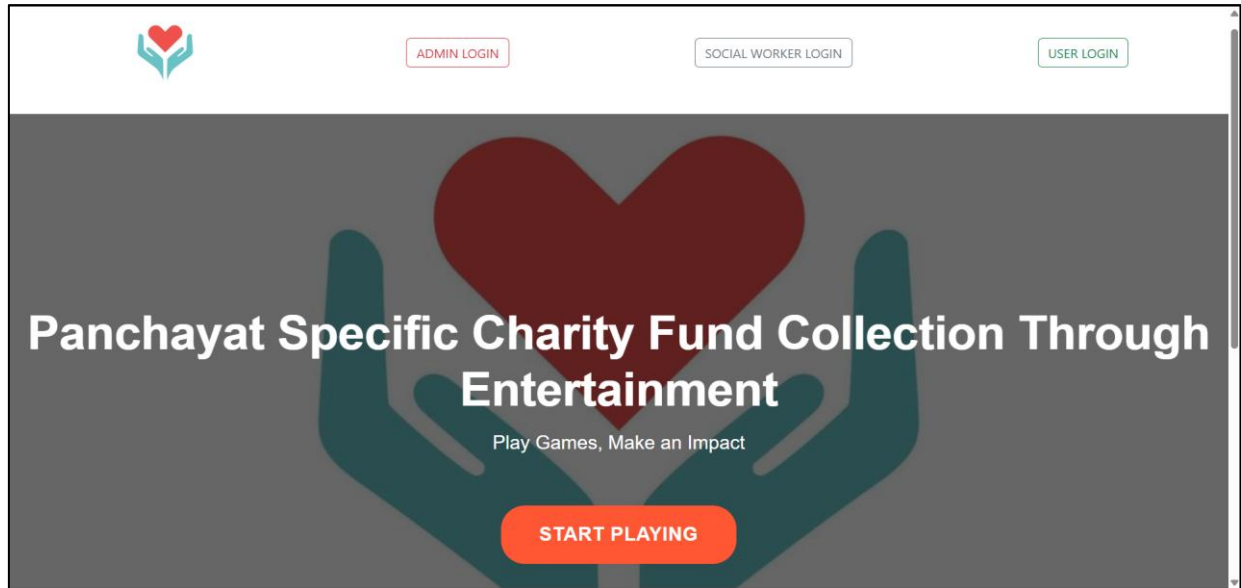 ADMIN LOGIN
SOCIAL WORKER LOGIN
USER LOGIN
Panchayat Specific Charity Fund Collection Through
Entertainment
Play Games, Make an Impact
START PLAYING